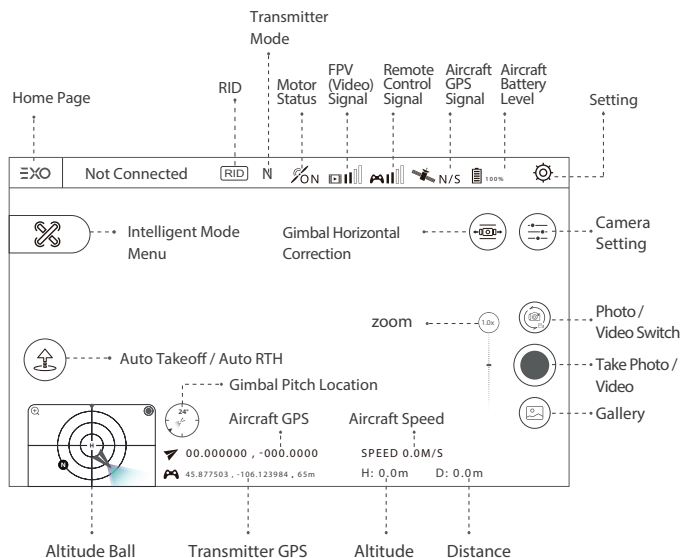 Transmitter
Mode
Home Page
RID
Motor
Status
FPV
(Video)
Signal
Remote
Control
Signal
Aircraft
GPS
Signal
Aircraft
Battery
Level
Setting
EXO
Not Connected
RID
N
ON
N/S
100%
Intelligent Mode
Menu
Gimbal Horizontal
Correction
Camera
Setting
zoom
1.0x
Photo /
Video Switch
Auto Takeoff / Auto RTH
Take Photo /
Video
Gimbal Pitch Location
24°
Gallery
Aircraft GPS
Aircraft Speed
H
N
00.000000 , -000.0000
SPEED 0.0M/S
45.877503 , -106.123984 , 65m
H: 0.0m
D: 0.0m
Altitude Ball
Transmitter GPS
Altitude
Distance